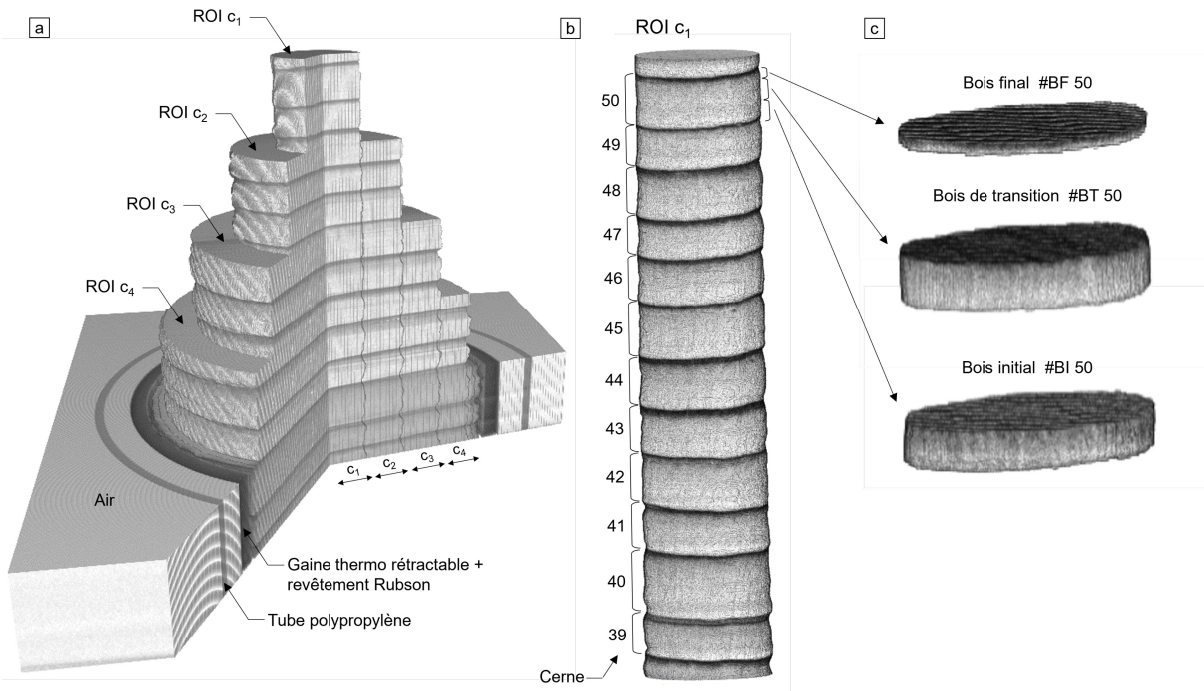 a
ROI c1
ROI c2
ROI c3
ROI c4
c1
c2
c3
c4
Air
Gaine thermo rétractable +
revêtement Rubson
Tube polypropylène
b
ROI c1
50
49
48
47
46
45
44
43
42
41
40
39
Cerne
c
Bois final #BF 50
Bois de transition #BT 50
Bois initial #BI 50